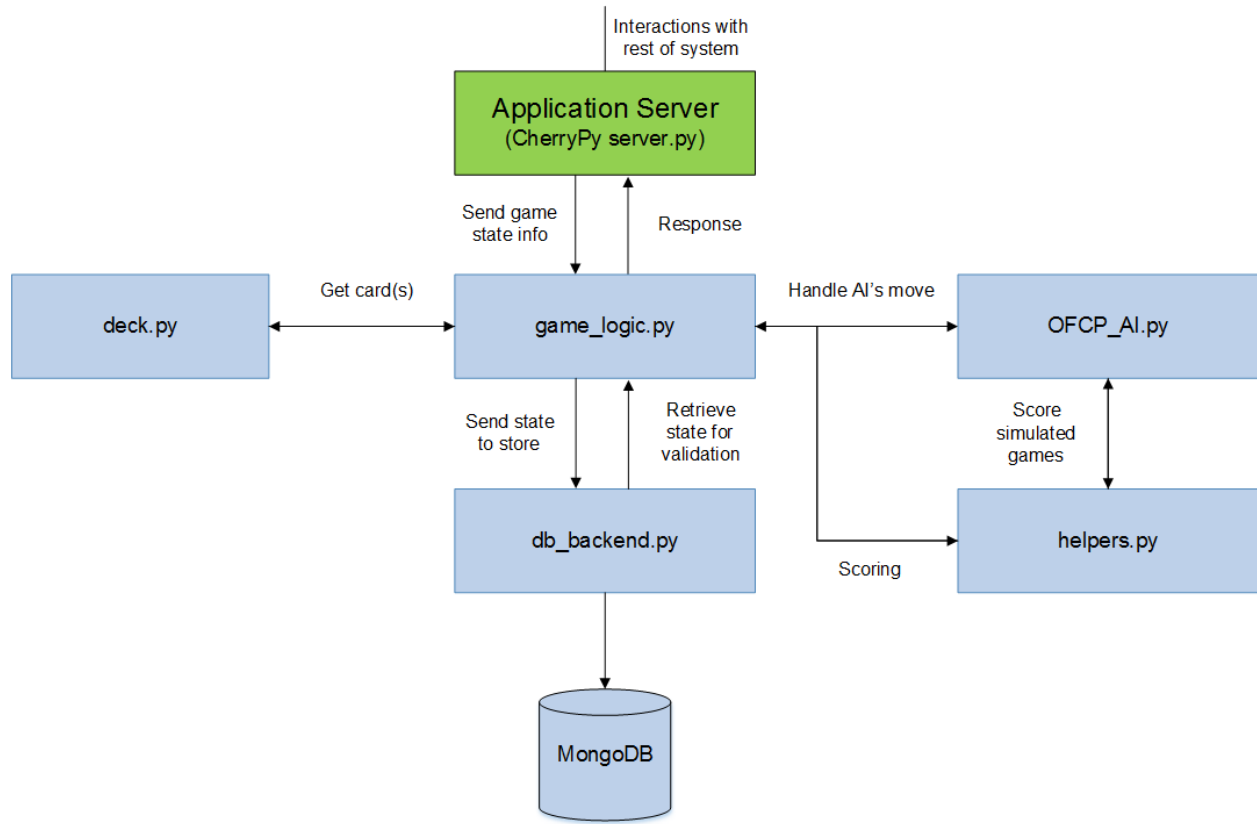 Interactions with
rest of system
Application Server
(CherryPy server.py)
Send game
state info
Response
Get card(s)
Handle AI's move
deck.py
game_logic.py
OFCP_AI.py
Send state
to store
Retrieve
state for
validation
Score
simulated
games
db_backend.py
helpers.py
Scoring
MongoDB